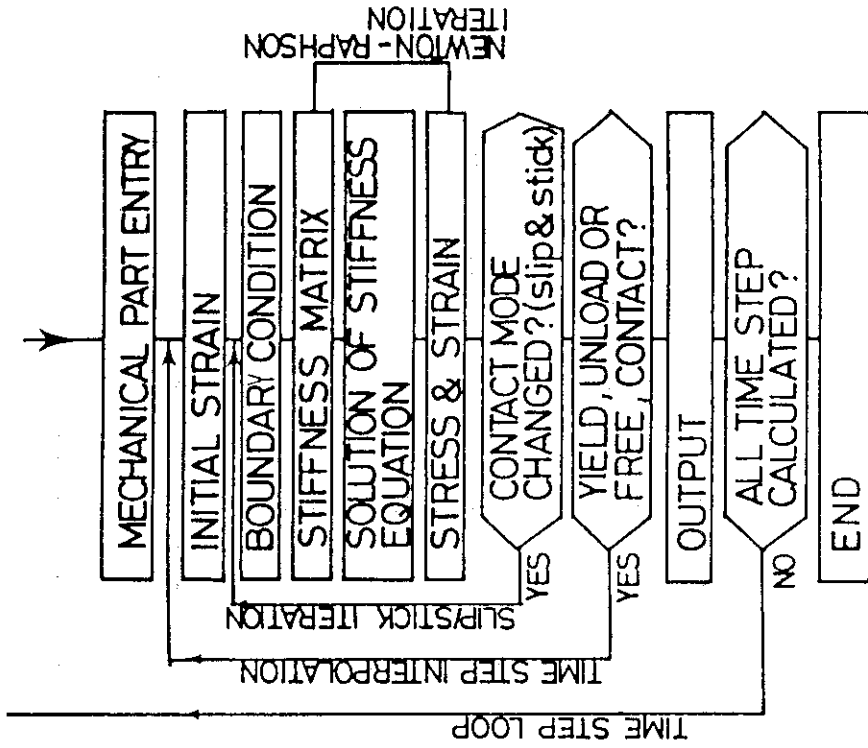 MECHANICAL PART ENTRY
INITIAL STRAIN
BOUNDARY CONDITION
STIFFNESS MATRIX
SOLUTION OF STIFFNESS
EQUATION
STRESS & STRAIN
NEWTON-RAPHSON
ITERATION
CONTACT MODE
CHANGED?(slip & stick)
YES
SLIP/STICK ITERATION
YIELD, UNLOAD OR
FREE, CONTACT?
YES
TIME STEP INTERPOLATION
OUTPUT
ALL TIME STEP
CALCULATED?
NO
TIME STEP LOOP
END